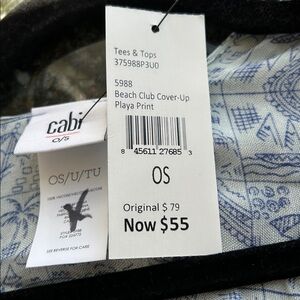 Tees & Tops
375988P3U0
5988
Beach Club Cover-Up
Playa Print
8 45611 27685 3
OS
Original $ 79
Now $55
cabi
O/S
OS/U/TU
SEE REVERSE FOR CARE